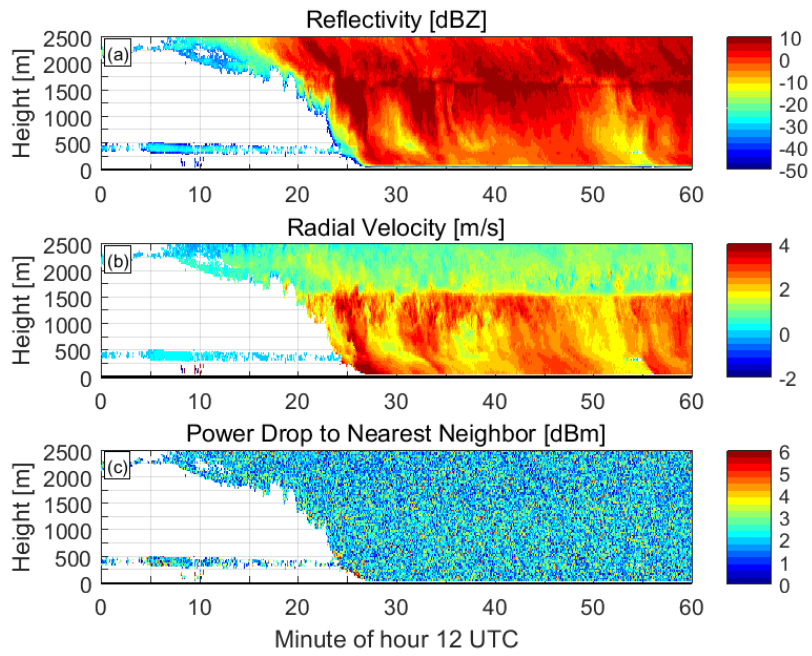 Reflectivity [dBZ]
Height [m]
2500
2000
1500
1000
500
0
(a)
0 10 20 30 40 50 60
10
0
-10
-20
-30
-40
-50
Radial Velocity [m/s]
Height [m]
2500
2000
1500
1000
500
0
(b)
0 10 20 30 40 50 60
4
2
0
-2
Power Drop to Nearest Neighbor [dBm]
Height [m]
2500
2000
1500
1000
500
0
(c)
0 10 20 30 40 50 60
6
5
4
3
2
1
0
Minute of hour 12 UTC